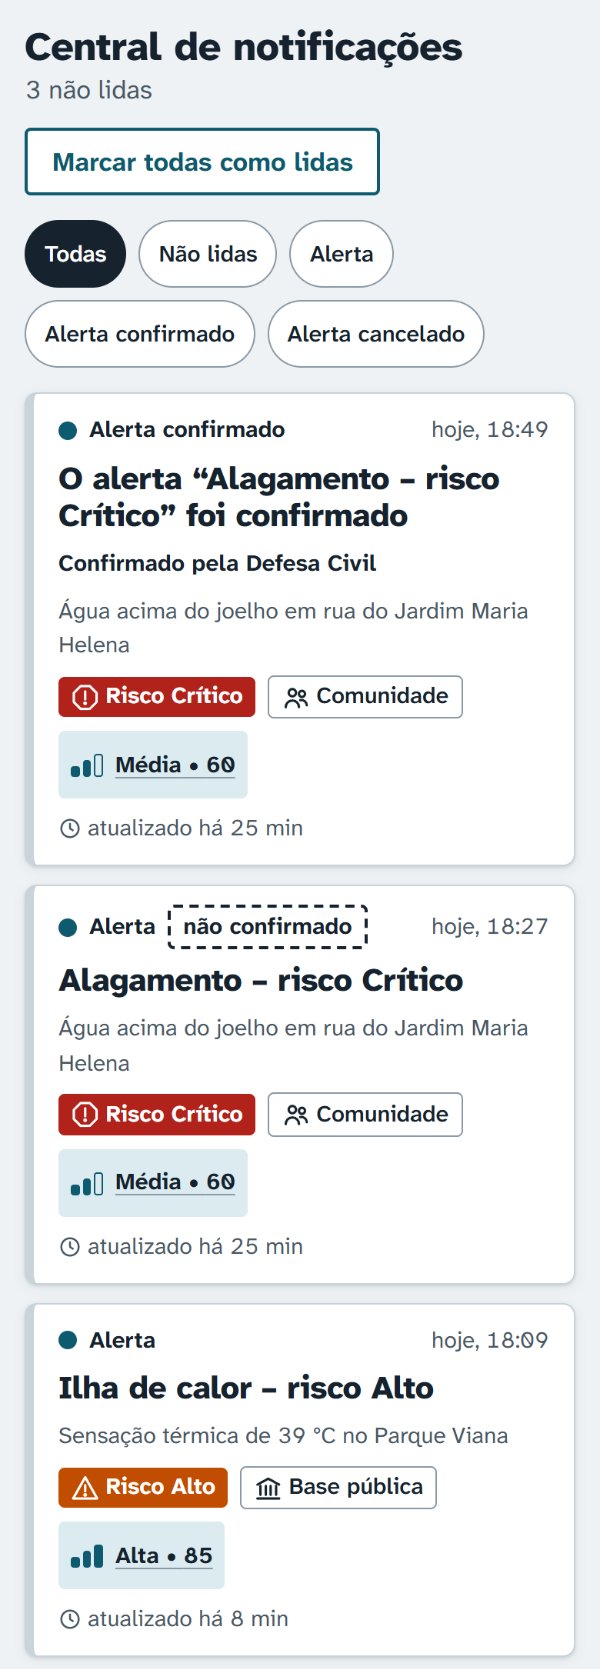 Central de notificações
3 não lidas
Marcar todas como lidas
Todas
Não lidas
Alerta
Alerta confirmado
Alerta cancelado
Alerta confirmado
hoje, 18:49
O alerta “Alagamento – risco
Crítico” foi confirmado
Confirmado pela Defesa Civil
Água acima do joelho em rua do Jardim Maria
Helena
Risco Crítico
Comunidade
Média • 60
atualizado há 25 min
Alerta
não confirmado
hoje, 18:27
Alagamento – risco Crítico
Água acima do joelho em rua do Jardim Maria
Helena
Risco Crítico
Comunidade
Média • 60
atualizado há 25 min
Alerta
hoje, 18:09
Ilha de calor – risco Alto
Sensação térmica de 39 °C no Parque Viana
Risco Alto
Base pública
Alta • 85
atualizado há 8 min